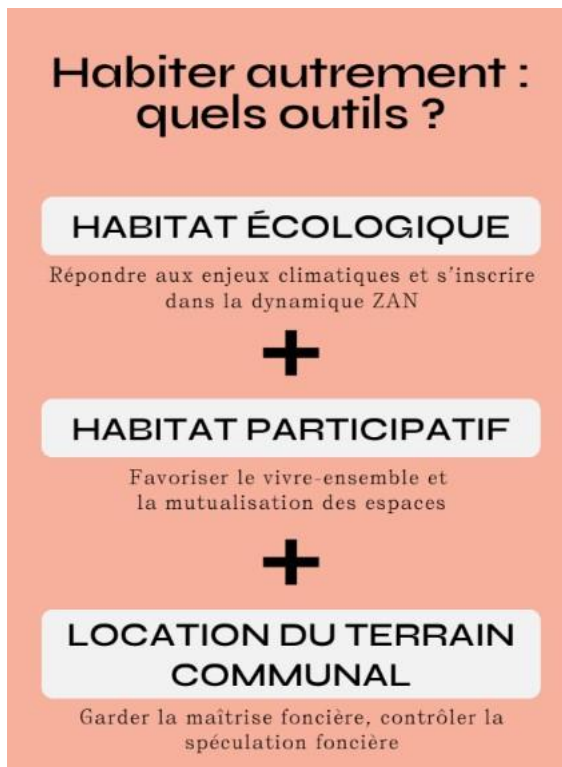 Habiter autrement :
quels outils ?
HABITAT ÉCOLOGIQUE
Répondre aux enjeux climatiques et s'inscrire
dans la dynamique ZAN
+
HABITAT PARTICIPATIF
Favoriser le vivre-ensemble et
la mutualisation des espaces
+
LOCATION DU TERRAIN
COMMUNAL
Garder la maîtrise foncière, contrôler la
spéculation foncière